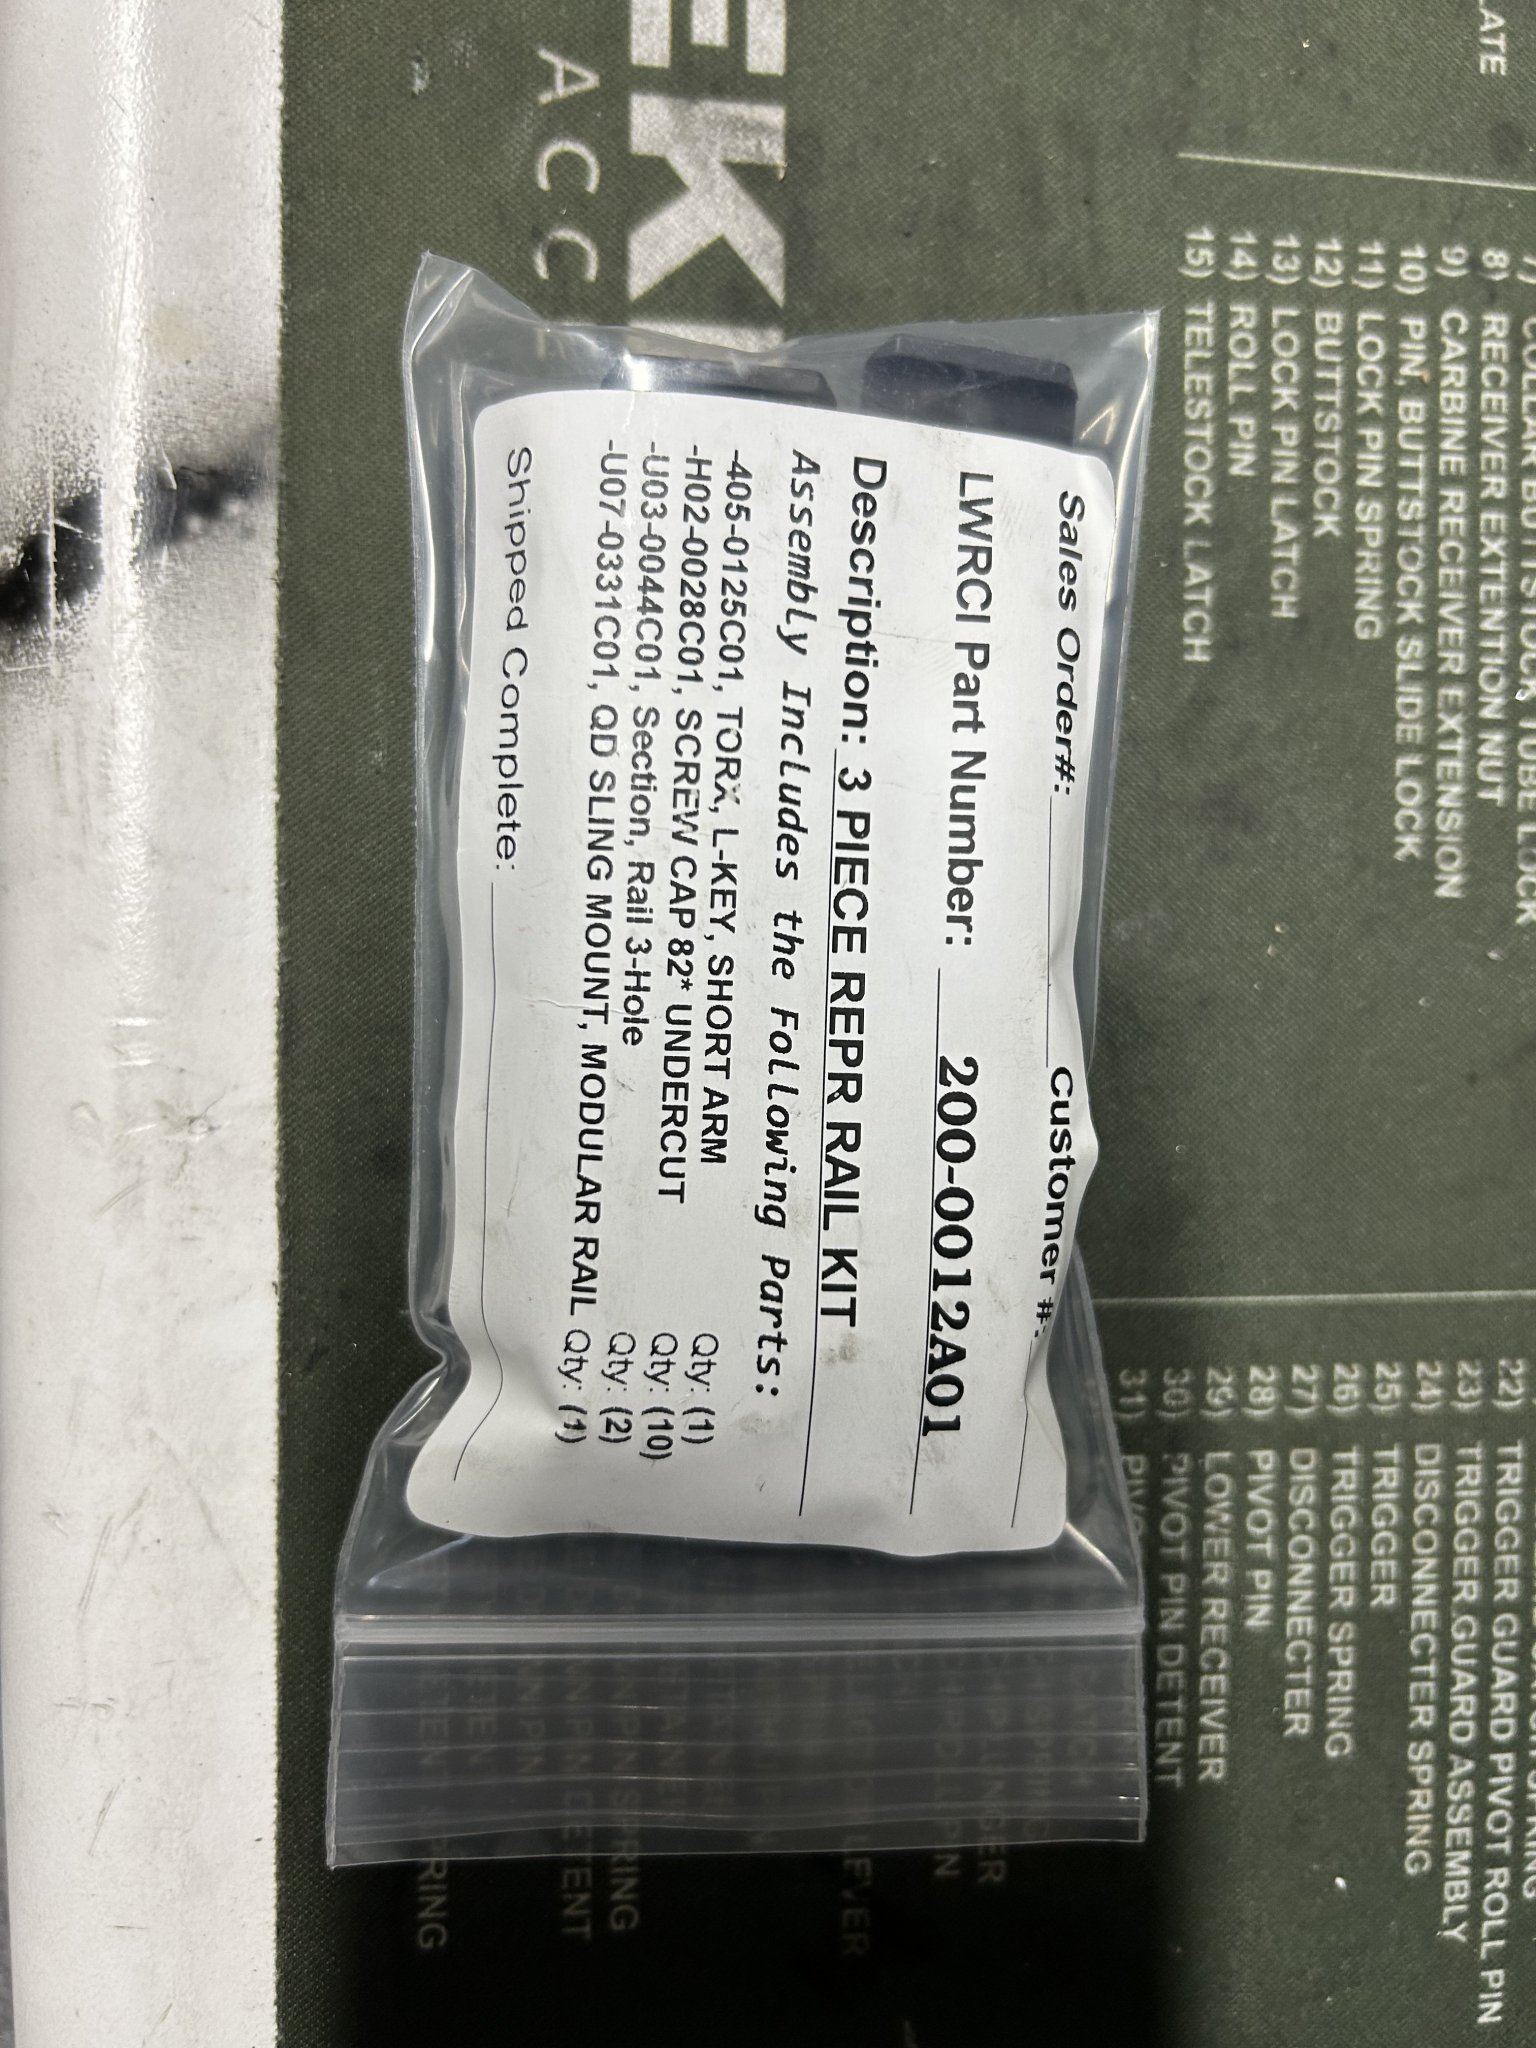 Sales Order#: Customer #:
LWRCI Part Number: 200-0012A01
Description: 3 PIECE REPR RAIL KIT
Assembly Includes the Following Parts:
-405-0125C01, TORX, L-KEY, SHORT ARM Qty: (1)
-H02-0028C01, SCREW CAP 82* UNDERCUT Qty: (10)
-U03-0044C01, Section, Rail 3-Hole Qty: (2)
-U07-0331C01, QD SLING MOUNT, MODULAR RAIL Qty: (1)
Shipped Complete:
EK
ACC
8) RECEIVER EXTENTION NUT
9) CARBINE RECEIVER EXTENSION
10) PIN, BUTTSTOCK SLIDE LOCK
11) LOCK PIN SPRING
12) BUTTSTOCK
13) LOCK PIN LATCH
14) ROLL PIN
15) TELESTOCK LATCH
22) TRIGGER GUARD PIVOT ROLL PIN
23) TRIGGER GUARD ASSEMBLY
24) DISCONNECTER SPRING
25) TRIGGER
26) TRIGGER SPRING
27) DISCONNECTER
28) PIVOT PIN
29) LOWER RECEIVER
30) PIVOT PIN DETENT
31)